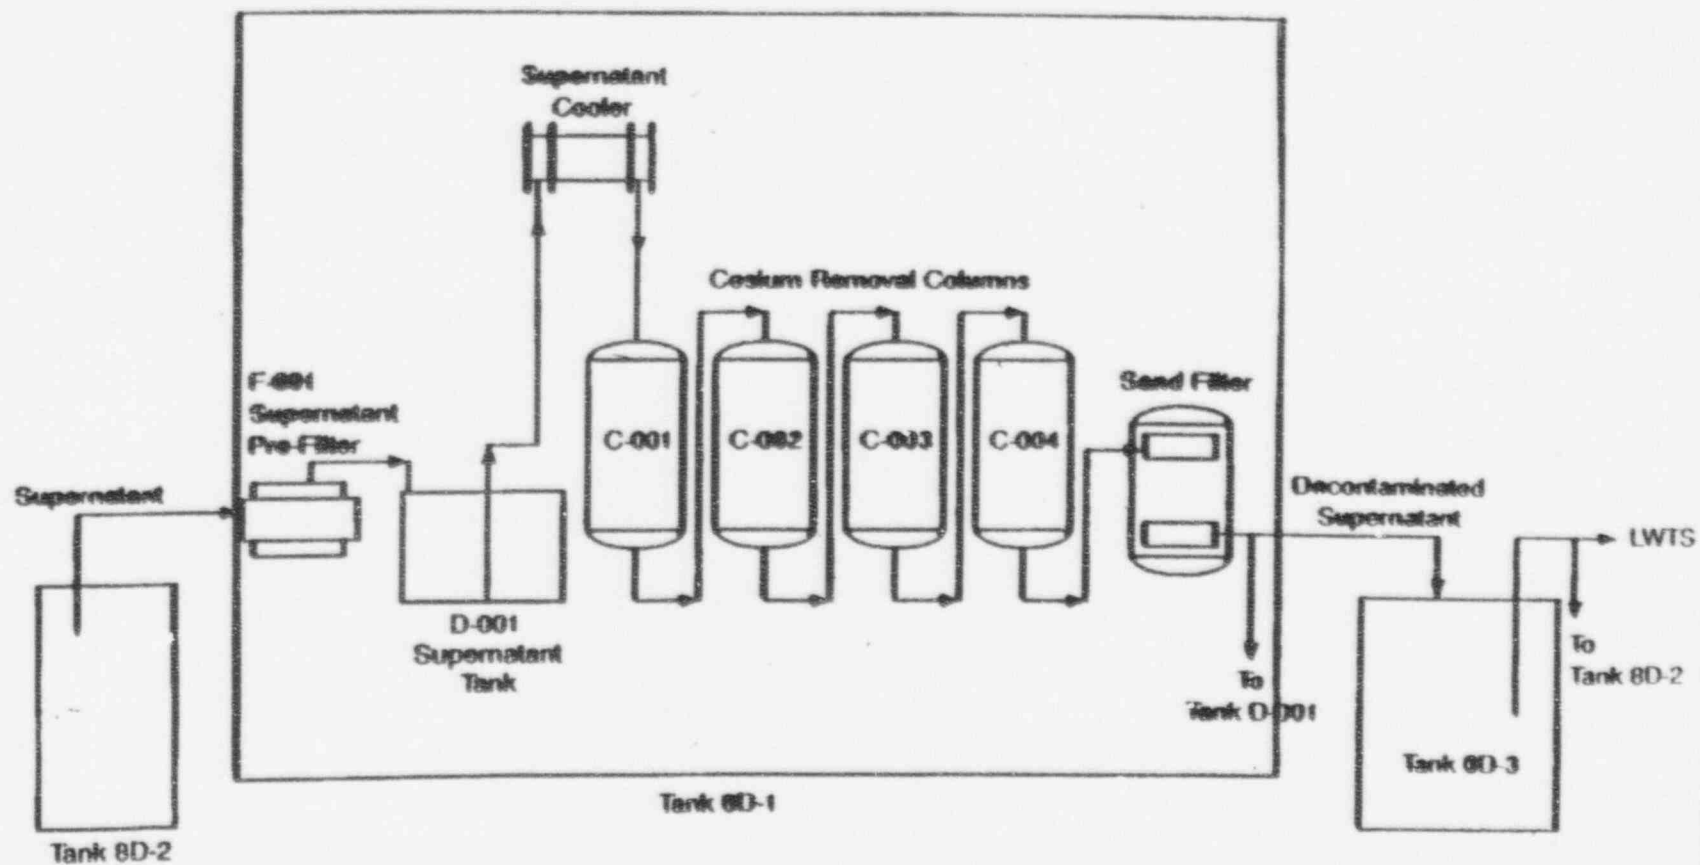 Supernatant
Cooler
Cesium Removal Columns
F-001
Supernatant
Pre-Filter
Sand Filter
C-001
C-002
C-003
C-004
Supernatant
Decontaminated
Supernatant
LWTS
D-001
Supernatant
Tank
To
Tank D-001
To
Tank 8D-2
Tank 8D-3
Tank 8D-1
Tank 8D-2